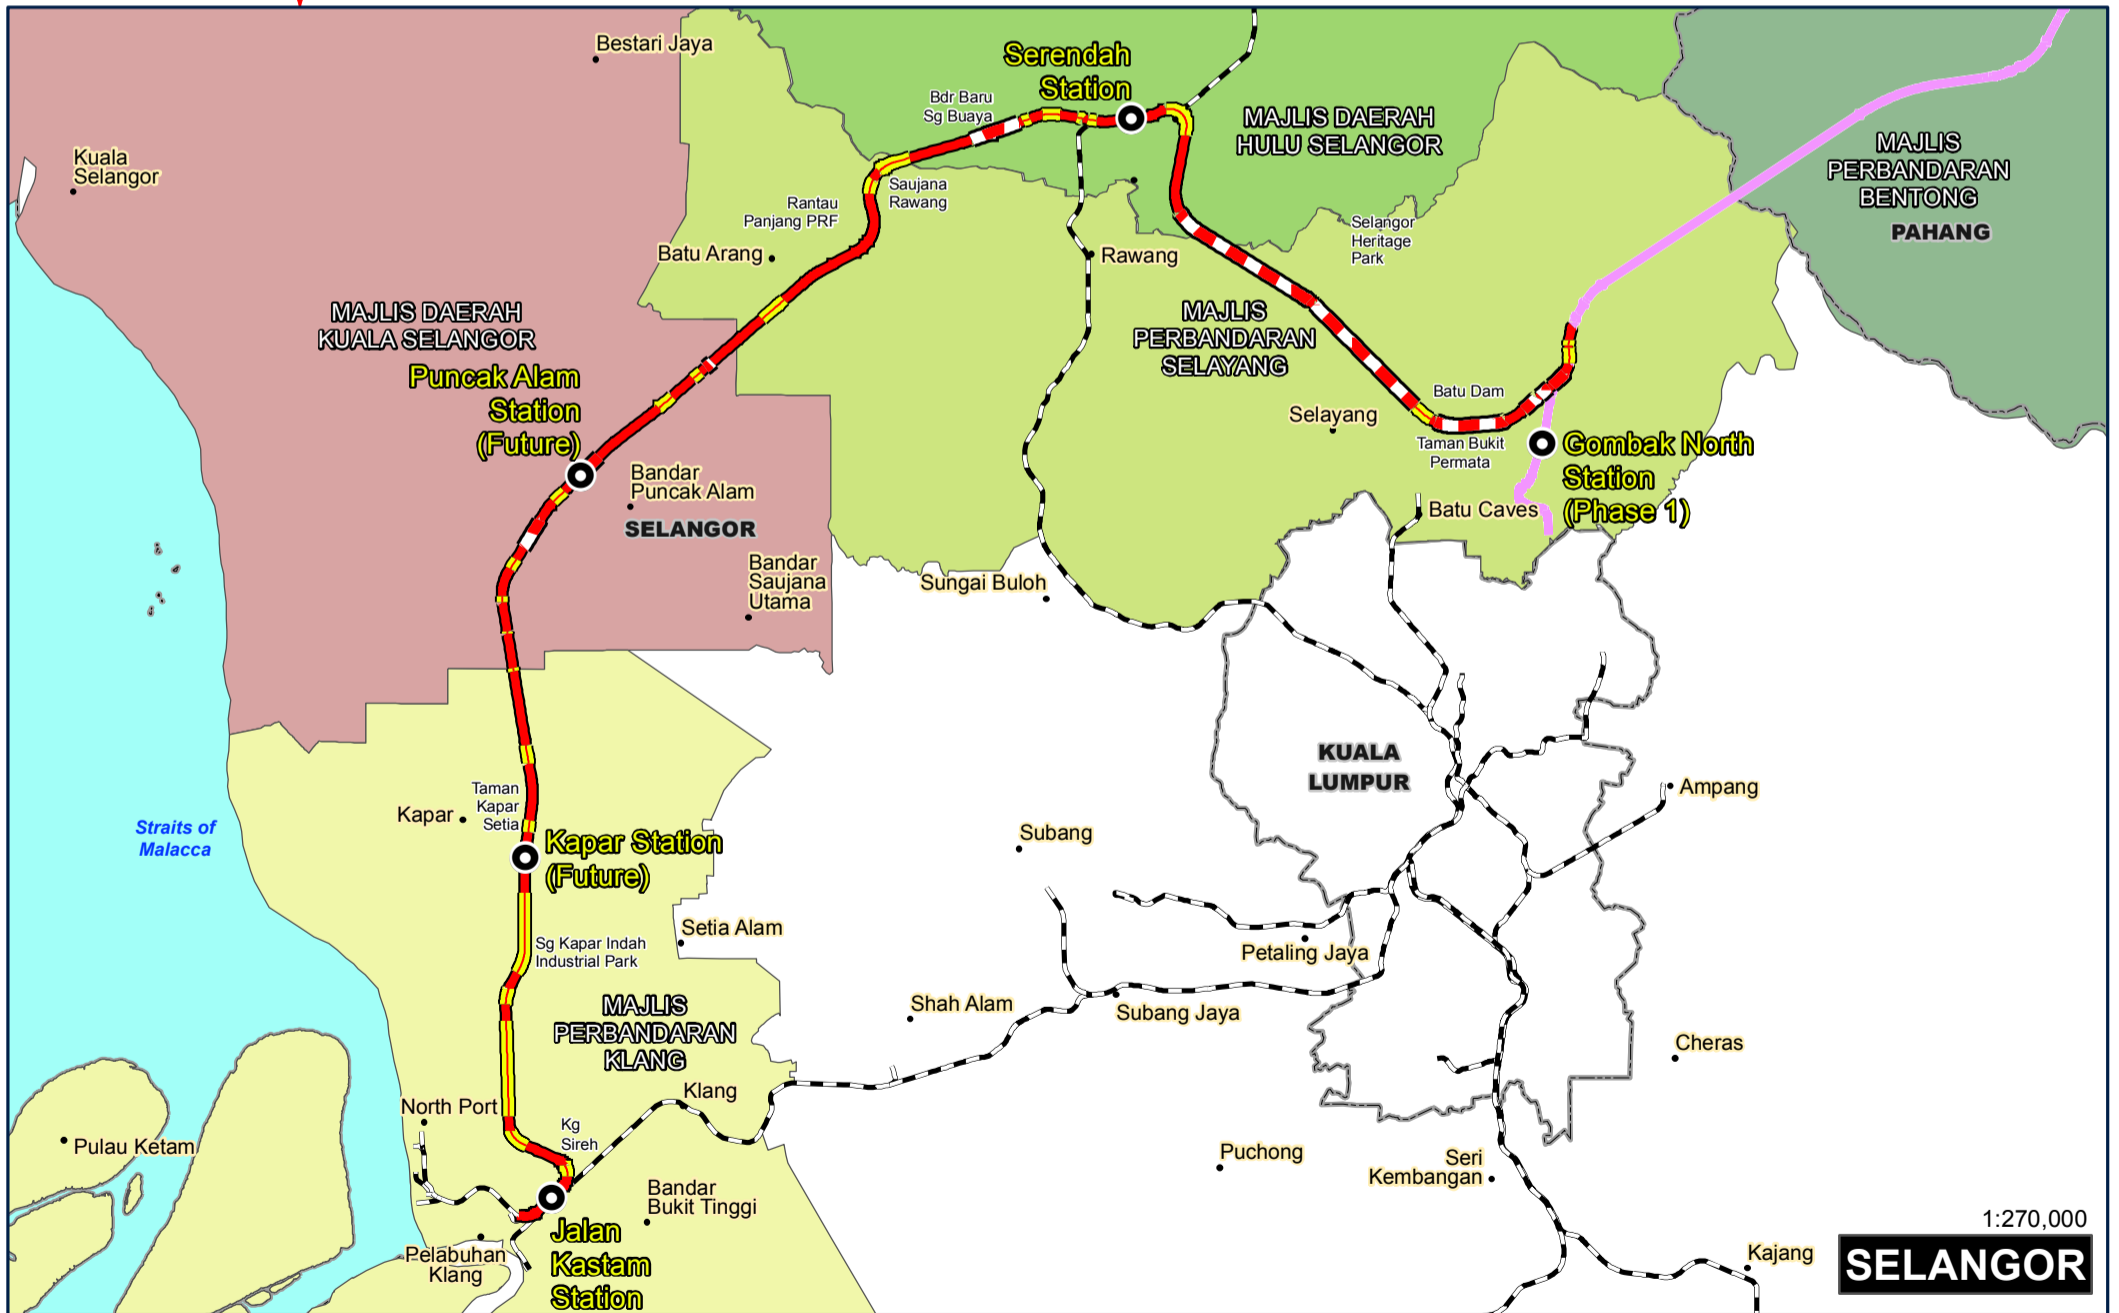 Bestari Jaya
Serendah
Station
Bdr Baru
Sg Buaya
MAJLIS DAERAH
HULU SELANGOR
MAJLIS
PERBANDARAN
BENTONG
PAHANG
Kuala
Selangor
Saujana
Rawang
Rantau
Panjang PRF
Batu Arang
Rawang
Selangor
Heritage
Park
MAJLIS DAERAH
KUALA SELANGOR
MAJLIS
PERBANDARAN
SELAYANG
Puncak Alam
Station
(Future)
Batu Dam
Selayang
Taman Bukit
Permata
Gombak North
Station
(Phase 1)
Bandar
Puncak Alam
SELANGOR
Batu Caves
Bandar
Saujana
Utama
Sungai Buloh
KUALA
LUMPUR
Taman
Kapar
Setia
Kapar
Ampang
Straits of
Malacca
Kapar Station
(Future)
Subang
Setia Alam
Sg Kapar Indah
Industrial Park
Petaling Jaya
MAJLIS
PERBANDARAN
KLANG
Shah Alam
Subang Jaya
Cheras
Klang
North Port
Kg
Sireh
Pulau Ketam
Puchong
Seri
Kembangan
Bandar
Bukit Tinggi
Jalan
Kastam
Station
Pelabuhan
Klang
Kajang
1:270,000
SELANGOR